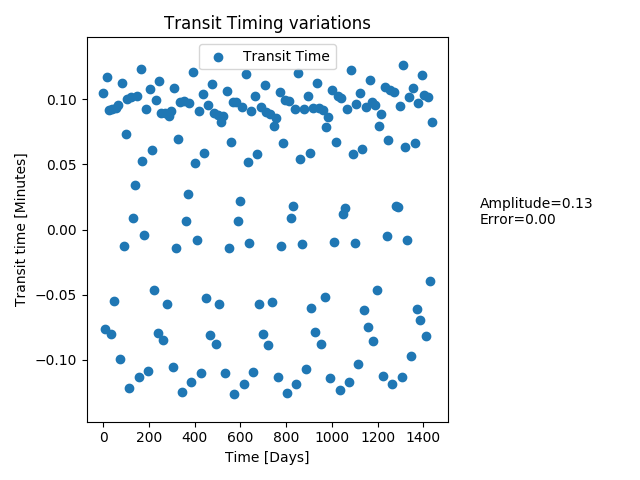 Transit Timing variations
Transit Time
Transit time [Minutes]
0.10
0.05
0.00
−0.05
−0.10
Amplitude=0.13
Error=0.00
0 200 400 600 800 1000 1200 1400
Time [Days]